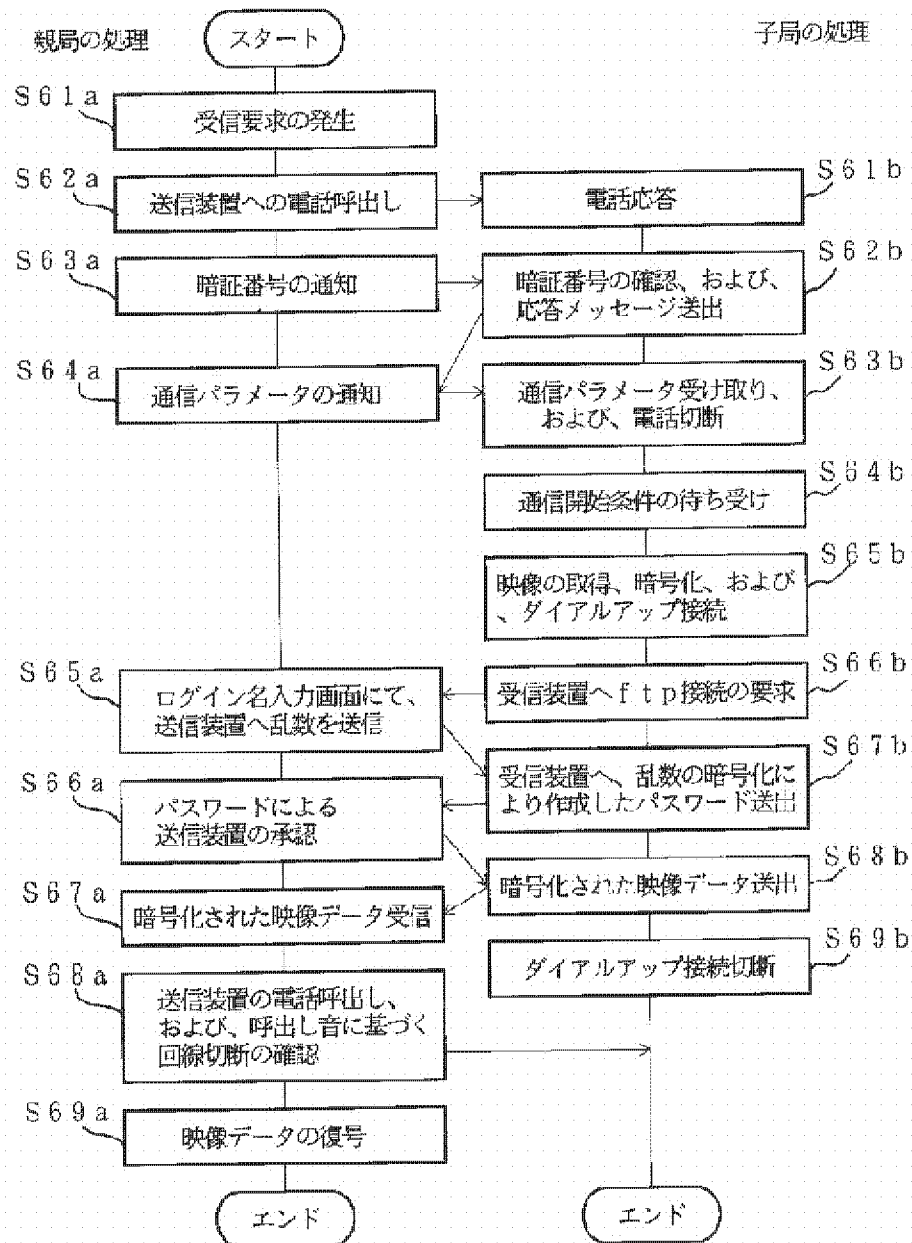 親局の処理
スタート
子局の処理
S61a
受信要求の発生
S62a
送信装置への電話呼出し
S61b
電話応答
S63a
暗証番号の通知
S62b
暗証番号の確認、および、
応答メッセージ送出
S64a
通信パラメータの通知
S63b
通信パラメータ受け取り、
および、電話切断
S64b
通信開始条件の待ち受け
S65b
映像の取得、暗号化、および
、ダイアルアップ接続
S65a
ログイン名入力画面にて、
送信装置へ乱数を送信
S66b
受信装置へftp接続の要求
S66a
パスワードによる
送信装置の承認
S67b
受信装置へ、乱数の暗号化に
より作成したパスワード送出
S67a
暗号化された映像データ受信
S68b
暗号化された映像データ送出
S68a
送信装置の電話呼出し、
および、呼出し音に基づく
回線切断の確認
S69b
ダイアルアップ接続切断
S69a
映像データの復号
エンド
エンド